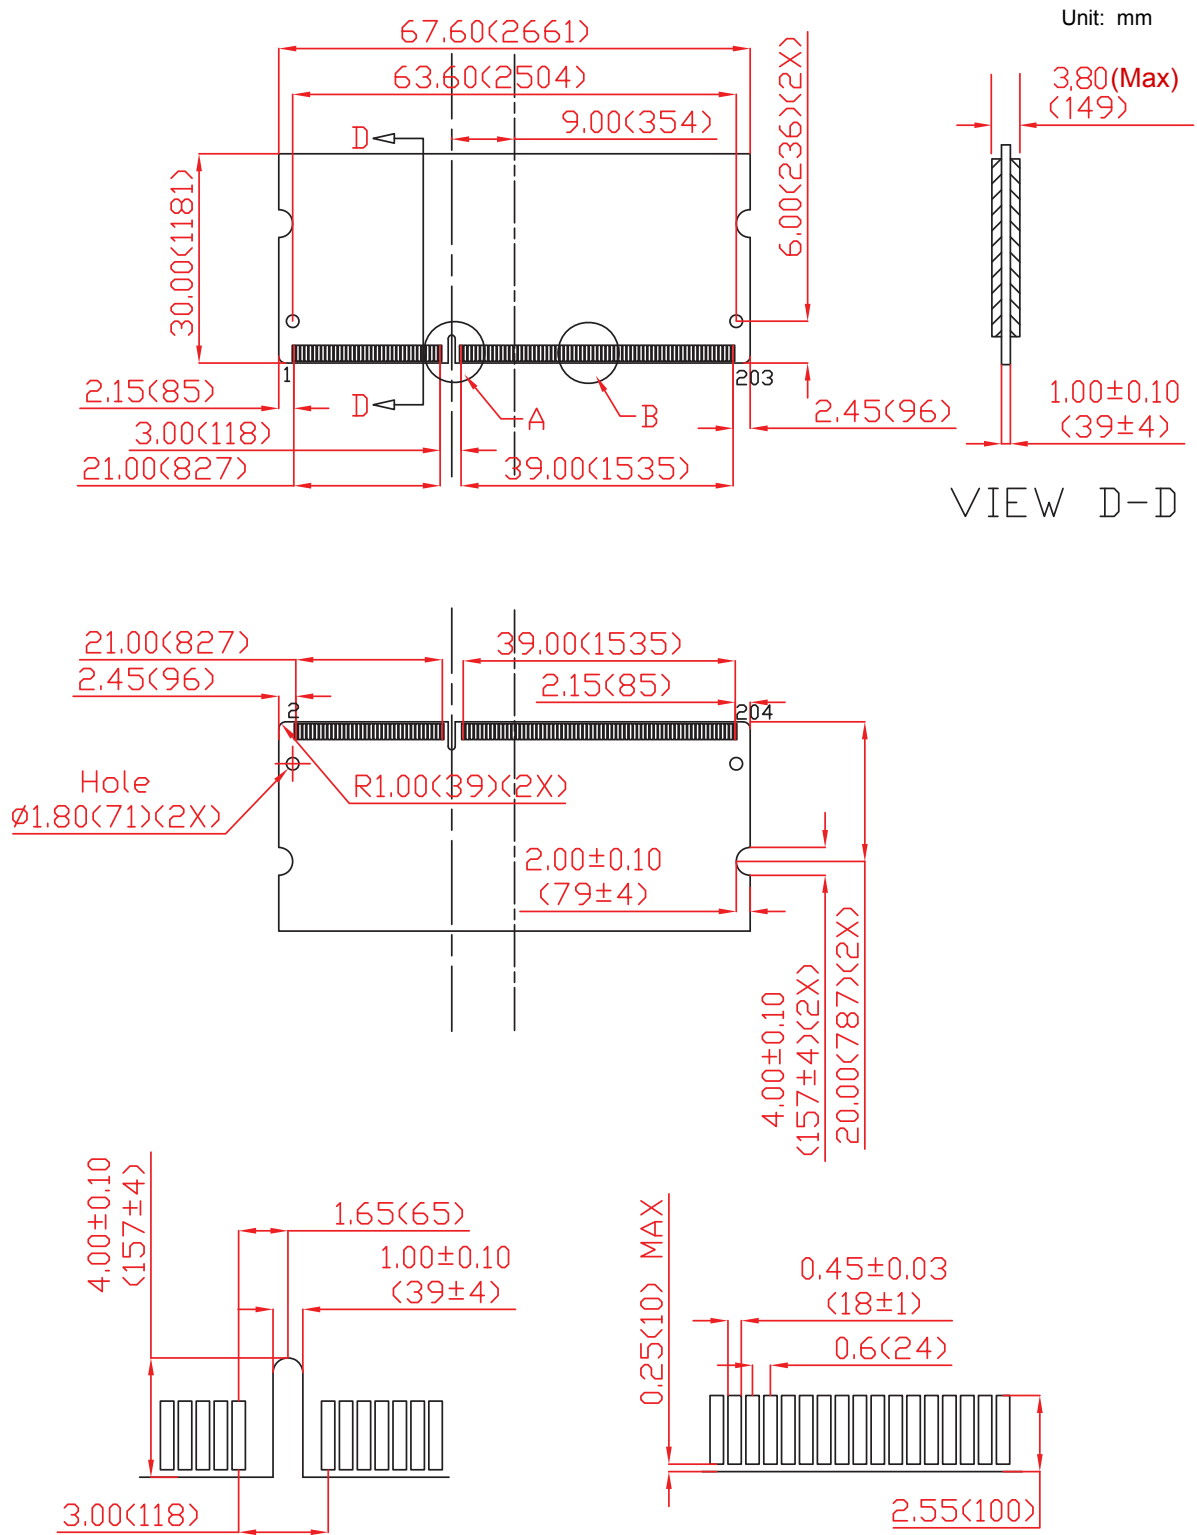 Unit: mm
67.60(2661)
63.60(2504)
9.00(354)
6.00(236)(2X)
3.80(Max)
(149)
D
30.00(1181)
1
203
2.15(85)
D
A
B
2.45(96)
1.00±0.10
(39±4)
3.00(118)
21.00(827)
39.00(1535)
VIEW D-D
21.00(827)
39.00(1535)
2.45(96)
2.15(85)
2
204
Hole
Ø1.80(71)(2X)
R1.00(39)(2X)
2.00±0.10
(79±4)
4.00±0.10
(157±4)(2X)
20.00(787)(2X)
4.00±0.10
(157±4)
1.65(65)
1.00±0.10
(39±4)
3.00(118)
0.25(10) MAX
0.45±0.03
(18±1)
0.6(24)
2.55(100)